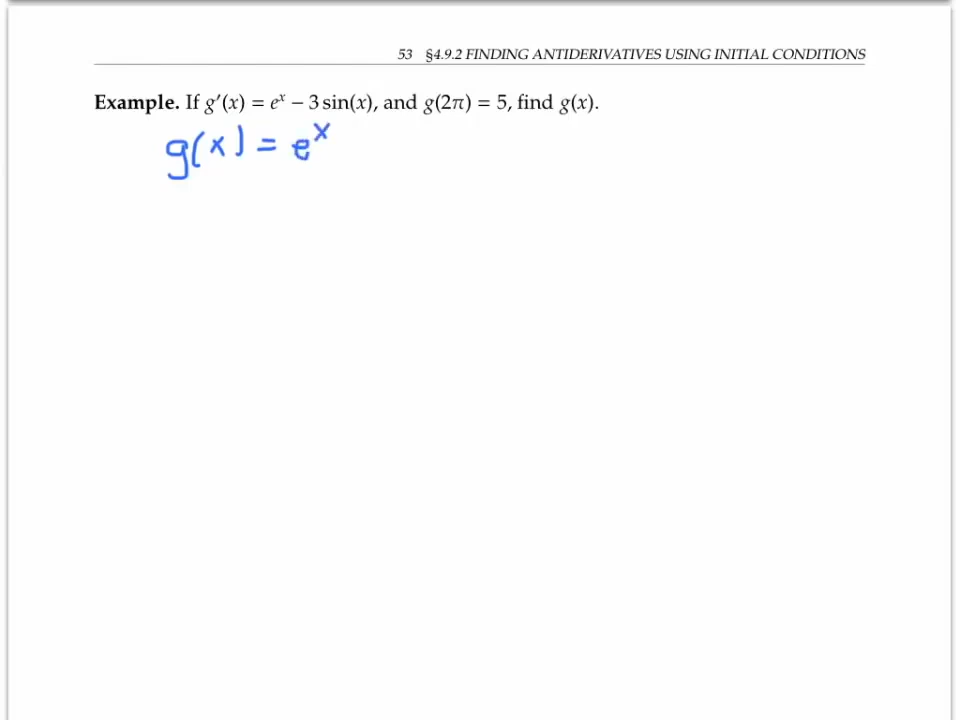 53 §4.9.2 FINDING ANTIDERIVATIVES USING INITIAL CONDITIONS
Example. If g′(x) = eˣ − 3 sin(x), and g(2π) = 5, find g(x).
g(x) = eˣ